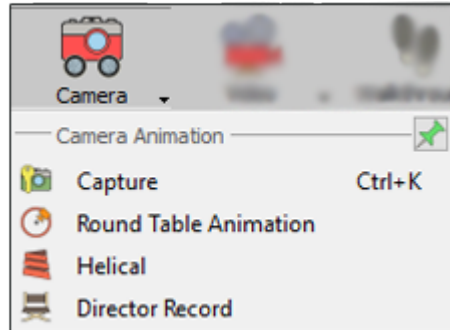 Camera
Camera Animation
Capture Ctrl+K
Round Table Animation
Helical
Director Record